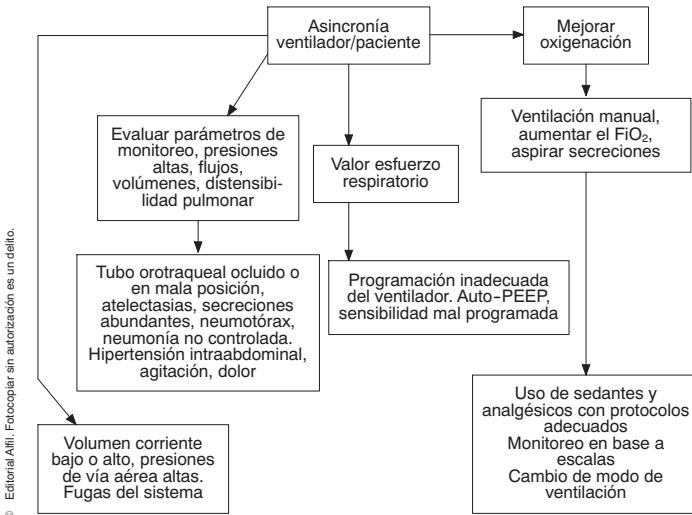 Asincronía
ventilador/paciente
Mejorar
oxigenación
Evaluar parámetros de
monitoreo, presiones
altas, flujos,
volúmenes, distensibi-
lidad pulmonar
Valor esfuerzo
respiratorio
Ventilación manual,
aumentar el FiO₂,
aspirar secreciones
Tubo orotraqueal ocluido o
en mala posición,
atelectasias, secreciones
abundantes, neumotórax,
neumonía no controlada.
Hipertensión intraabdominal,
agitación, dolor
Programación inadecuada
del ventilador. Auto-PEEP,
sensibilidad mal programada
Volumen corriente
bajo o alto, presiones
de vía aérea altas.
Fugas del sistema
Uso de sedantes y
analgésicos con protocolos
adecuados
Monitoreo en base a
escalas
Cambio de modo de
ventilación
© Editorial Alfil. Fotocopiar sin autorización es un delito.